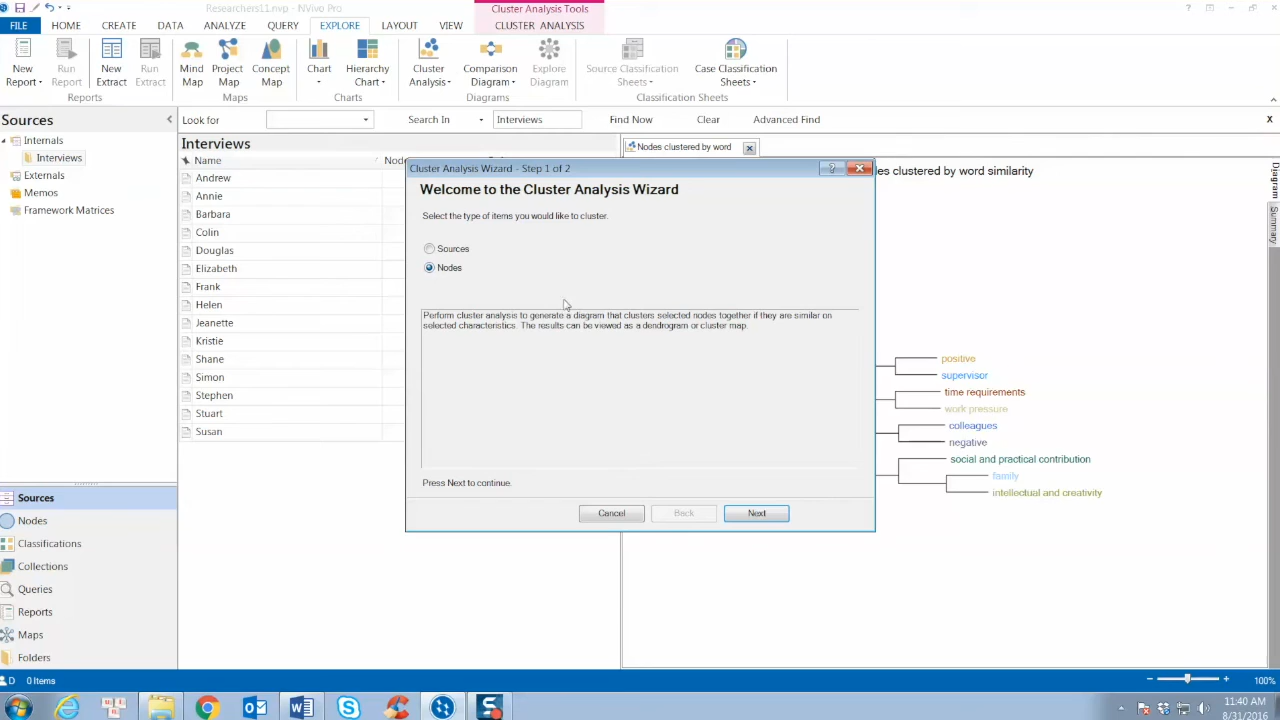 Researchers11.nvp - NVivo Pro
Cluster Analysis Tools
FILE HOME CREATE DATA ANALYZE QUERY EXPLORE LAYOUT VIEW CLUSTER ANALYSIS
New Report
Run Report
New Extract
Run Extract
Mind Map
Project Map
Concept Map
Chart
Hierarchy Chart
Cluster Analysis
Comparison Diagram
Explore Diagram
Source Classification Sheets
Case Classification Sheets
Reports Maps Charts Diagrams Classification Sheets
Sources
Look for Search In Interviews Find Now Clear Advanced Find X
Internals
Interviews
Externals
Memos
Framework Matrices
Interviews
Name
Andrew
Annie
Barbara
Colin
Douglas
Elizabeth
Frank
Helen
Jeanette
Kristie
Shane
Simon
Stephen
Stuart
Susan
Nodes clustered by word
clustered by word similarity
Diagram
Summary
Cluster Analysis Wizard - Step 1 of 2
Welcome to the Cluster Analysis Wizard
Select the type of items you would like to cluster.
Sources
Nodes
Perform cluster analysis to generate a diagram that clusters selected nodes together if they are similar on
selected characteristics. The results can be viewed as a dendrogram or cluster map.
Press Next to continue.
Cancel Back Next
positive
supervisor
time requirements
work pressure
colleagues
negative
social and practical contribution
family
intellectual and creativity
Sources
Nodes
Classifications
Collections
Queries
Reports
Maps
Folders
D 0 Items
100%
11:40 AM
8/31/2016